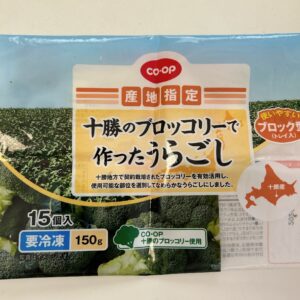 CO·OP
産地指定
十勝のブロッコリーで
作ったうらごし
十勝地方で契約栽培されたブロッコリーを有効活用し、
使用可能な部位を選別してなめらかなうらごしにしました。
使いやすい
ブロック型
(トレイ入)
十勝産
15個入
要冷凍 150g
CO·OP
十勝のブロッコリー使用